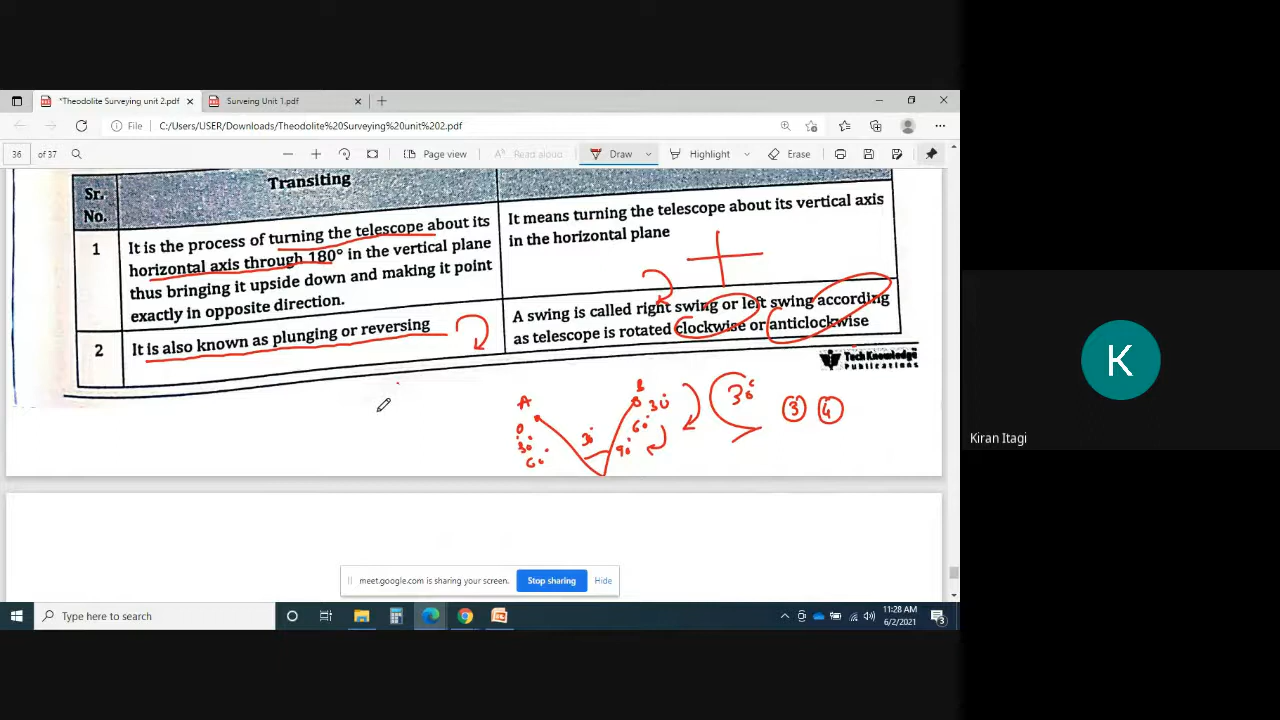 *Theodolite Surveying unit 2.pdf
Surveing Unit 1.pdf
File
C:/Users/USER/Downloads/Theodolite%20Surveying%20unit%202.pdf
36
of 37
Page view
Read aloud
Draw
Highlight
Erase
Sr.
No.
Transiting
1
It is the process of turning the telescope about its
horizontal axis through 180° in the vertical plane
thus bringing it upside down and making it point
exactly in opposite direction.
It means turning the telescope about its vertical axis
in the horizontal plane
2
It is also known as plunging or reversing
A swing is called right swing or left swing according
as telescope is rotated clockwise or anticlockwise
Tech Knowledge
Publications
A
0
30°
60°
30°
B
30°
60°
90°
30°
3
4
meet.google.com is sharing your screen.
Stop sharing
Hide
Type here to search
11:28 AM
6/2/2021
3
K
Kiran Itagi